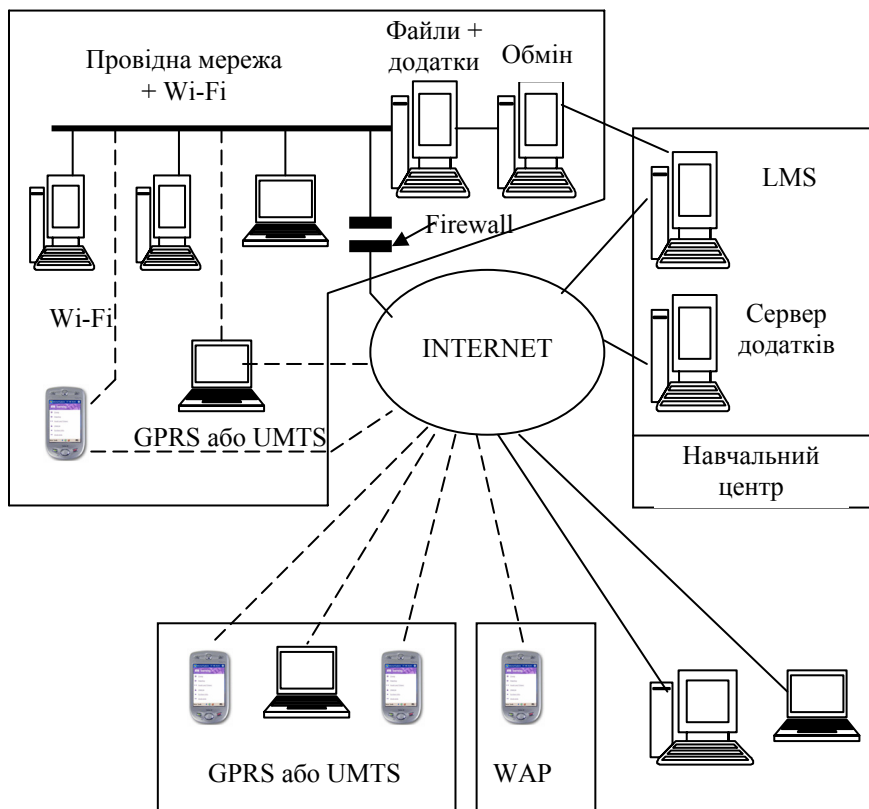 Файли +
додатки
Обмін
Провідна мережа
+ Wi-Fi
LMS
Firewall
Wi-Fi
INTERNET
Сервер
додатків
GPRS або UMTS
Навчальний
центр
GPRS або UMTS
WAP